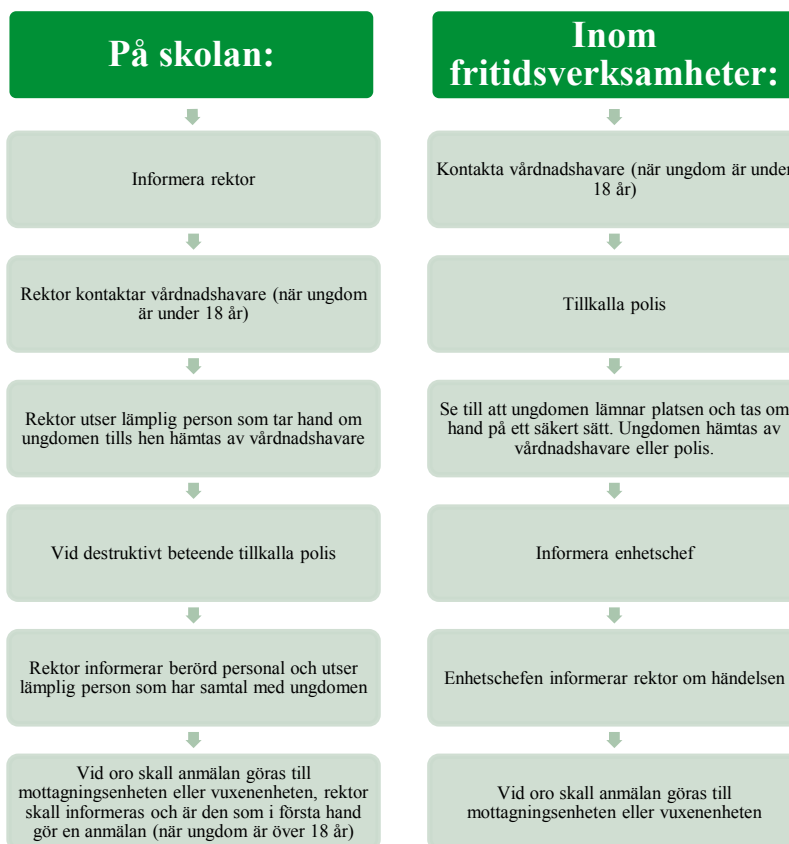 På skolan:
Informera rektor
Rektor kontaktar vårdnadshavare (när ungdom
är under 18 år)
Rektor utser lämplig person som tar hand om
ungdomen tills hen hämtas av vårdnadshavare
Vid destruktivt beteende tillkalla polis
Rektor informerar berörd personal och utser
lämplig person som har samtal med ungdomen
Vid oro skall anmälan göras till
mottagningsenheten eller vuxenenheten, rektor
skall informeras och är den som i första hand
gör en anmälan (när ungdom är över 18 år)
Inom
fritidsverksamheter:
Kontakta vårdnadshavare (när ungdom är under
18 år)
Tillkalla polis
Se till att ungdomen lämnar platsen och tas om
hand på ett säkert sätt. Ungdomen hämtas av
vårdnadshavare eller polis.
Informera enhetschef
Enhetschefen informerar rektor om händelsen
Vid oro skall anmälan göras till
mottagningsenheten eller vuxenenheten